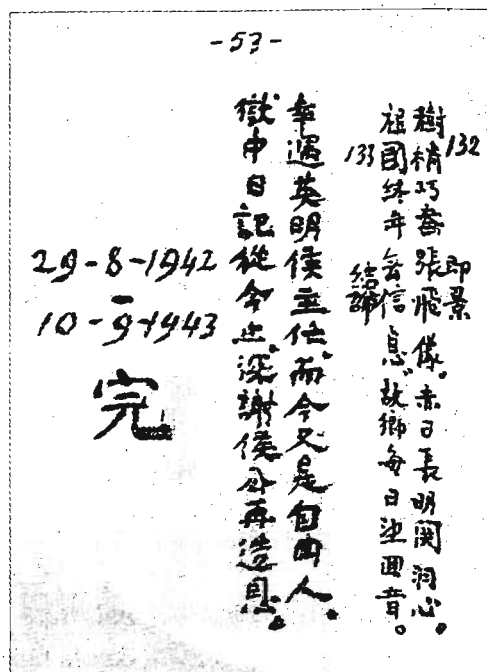 -53-
132
即景
樹梢巧畫張飛像。赤日長明関羽心。
祖國終年無信息，故鄉每日望回音。
133
結論
幸遇英明侯主任，而今又是自由人。
獄中日記從今止，深謝侯公再造恩。
29-8-1942
-
10-9-1943
完